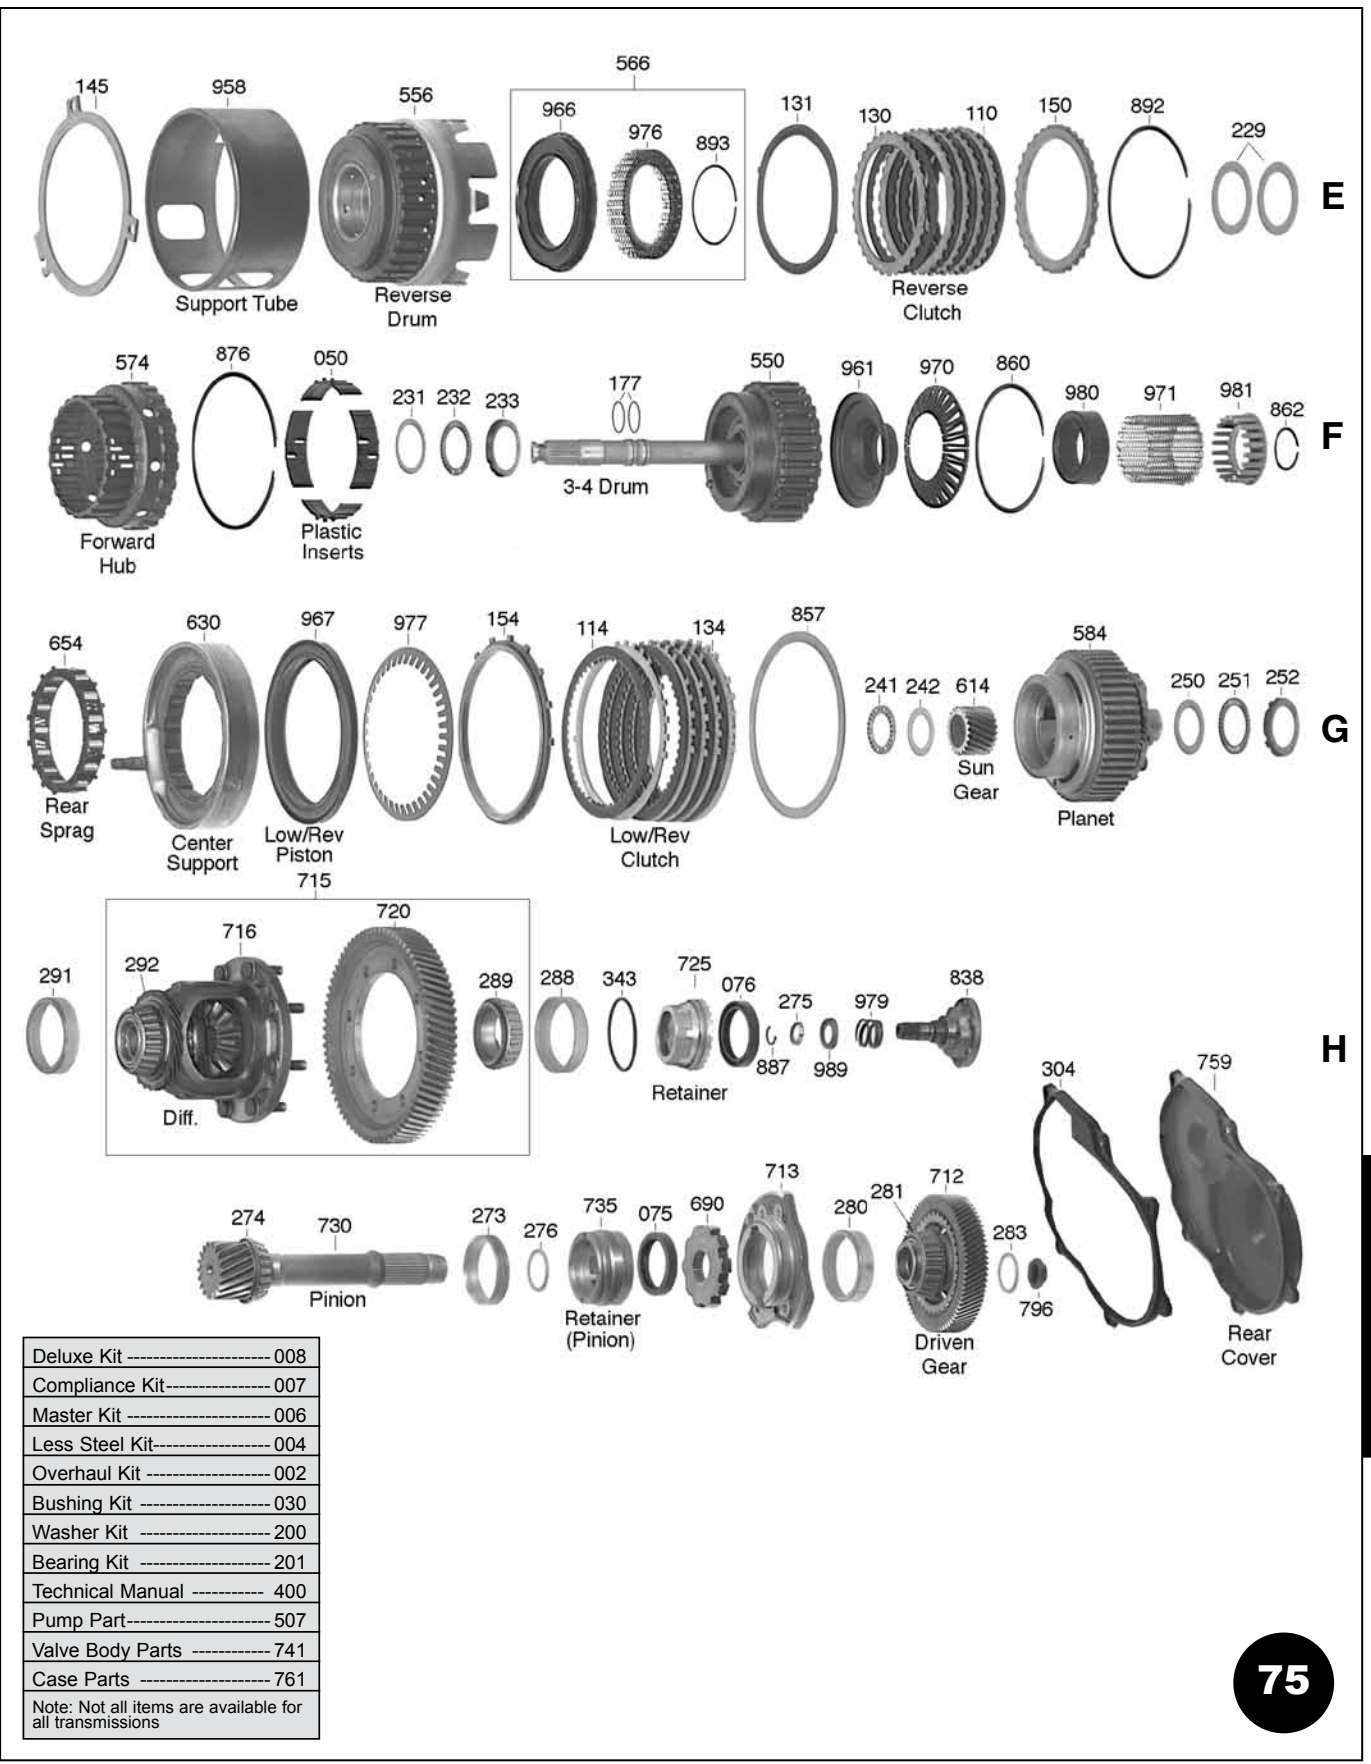 566
145
958
556
966
976
893
131
130
110
150
892
229
E
Support Tube
Reverse
Drum
Reverse
Clutch
574
876
050
231
232
233
177
550
961
970
860
980
971
981
862
F
3-4 Drum
Forward
Hub
Plastic
Inserts
654
630
967
977
154
114
134
857
241
242
614
584
250
251
252
G
Rear
Sprag
Center
Support
Low/Rev
Piston
Low/Rev
Clutch
Sun
Gear
Planet
715
291
292
716
720
289
288
343
725
076
887
275
989
979
838
H
Diff.
Retainer
304
759
274
730
273
276
735
075
690
713
280
281
712
283
796
Pinion
Retainer
(Pinion)
Driven
Gear
Rear
Cover
Deluxe Kit ---------------------- 008
Compliance Kit---------------- 007
Master Kit ---------------------- 006
Less Steel Kit------------------ 004
Overhaul Kit ------------------- 002
Bushing Kit -------------------- 030
Washer Kit -------------------- 200
Bearing Kit -------------------- 201
Technical Manual ----------- 400
Pump Part---------------------- 507
Valve Body Parts ------------ 741
Case Parts -------------------- 761
Note: Not all items are available for
all transmissions
75